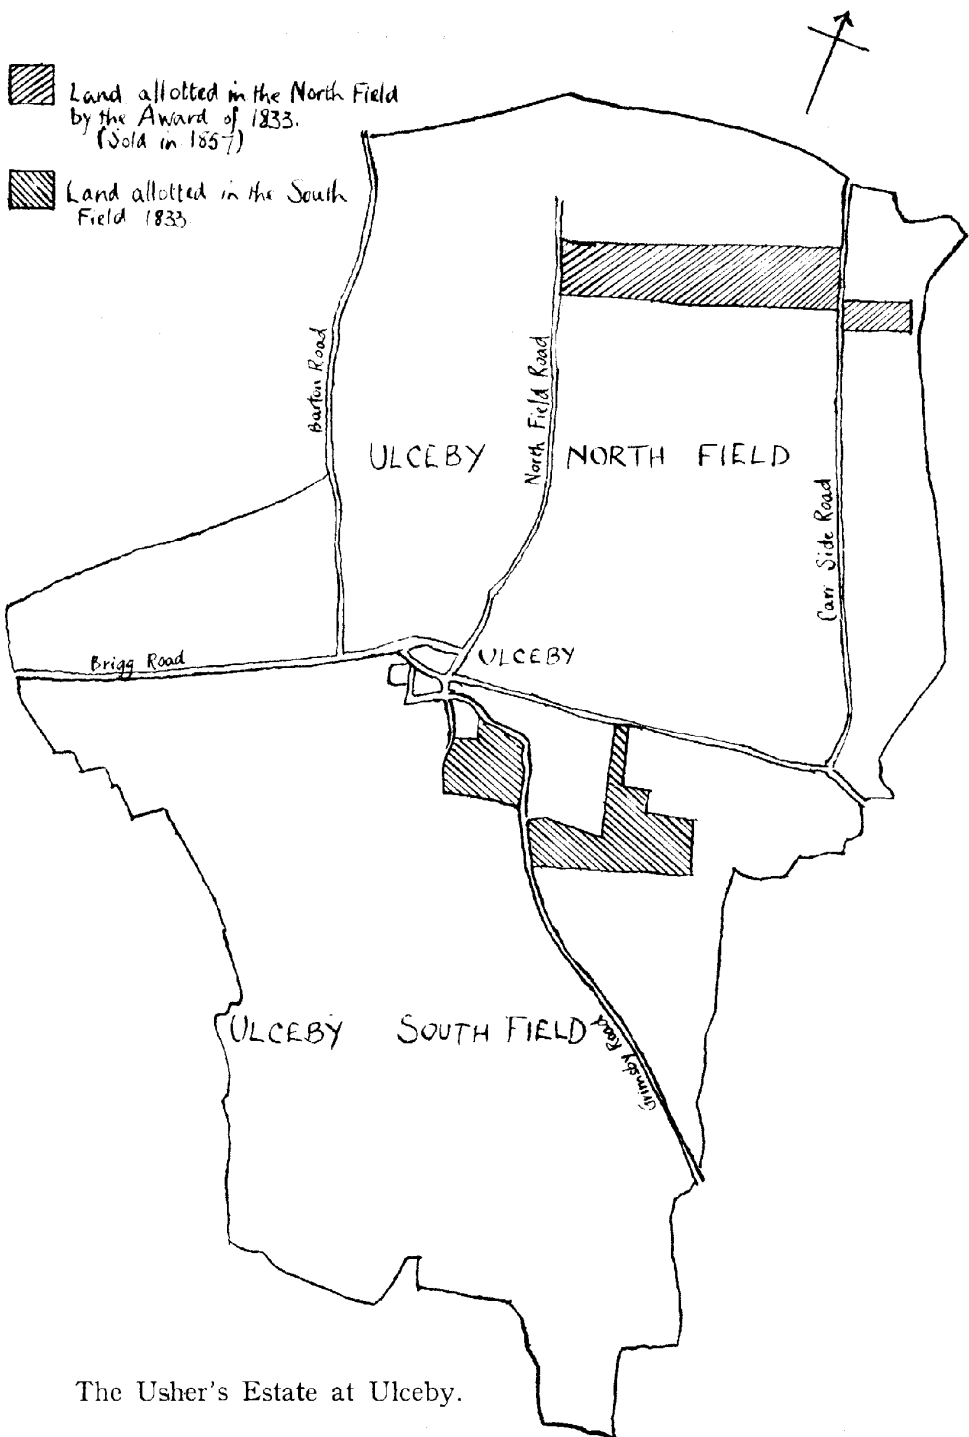 Land allotted in the North Field
by the Award of 1833.
(Sold in 1857)
Land allotted in the South
Field 1833
Barton Road
North Field Road
ULCEBY NORTH FIELD
Carr Side Road
Brigg Road
ULCEBY
ULCEBY SOUTH FIELD
Grimsby Road
The Usher's Estate at Ulceby.